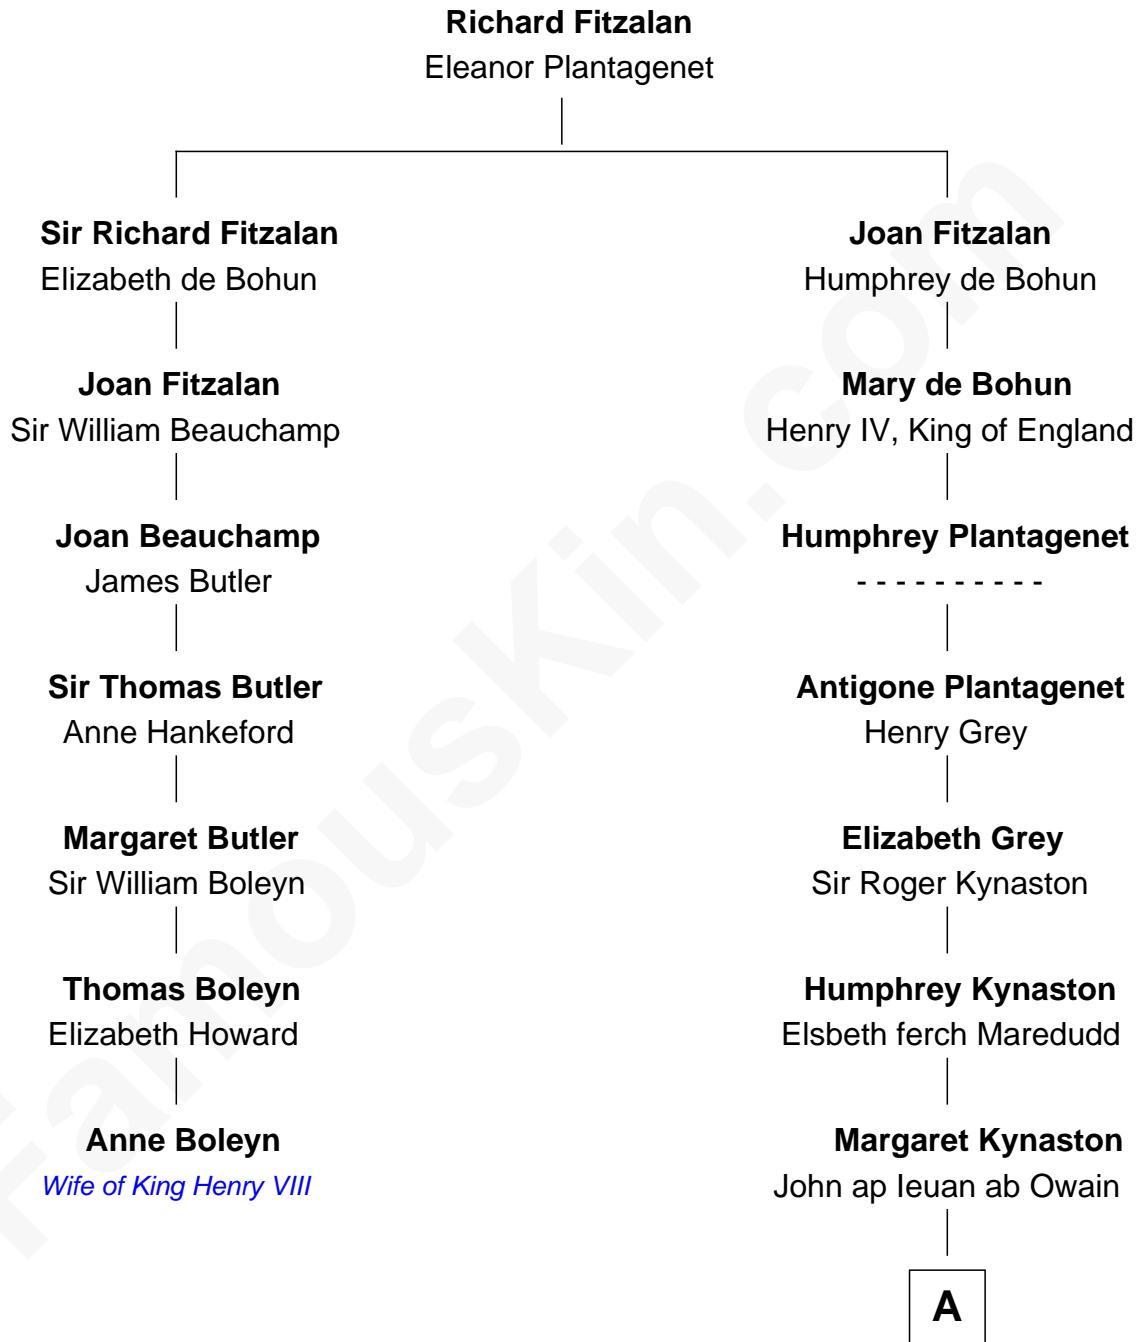 Richard Fitzalan
Eleanor Plantagenet
Sir Richard Fitzalan
Elizabeth de Bohun
Joan Fitzalan
Humphrey de Bohun
Joan Fitzalan
Sir William Beauchamp
Mary de Bohun
Henry IV, King of England
Joan Beauchamp
James Butler
Humphrey Plantagenet
- - - - - - - - - -
Sir Thomas Butler
Anne Hankeford
Antigone Plantagenet
Henry Grey
Margaret Butler
Sir William Boleyn
Elizabeth Grey
Sir Roger Kynaston
Thomas Boleyn
Elizabeth Howard
Humphrey Kynaston
Elsbeth ferch Maredudd
Anne Boleyn
Wife of King Henry VIII
Margaret Kynaston
John ap Ieuan ab Owain
A
FamousKin.com